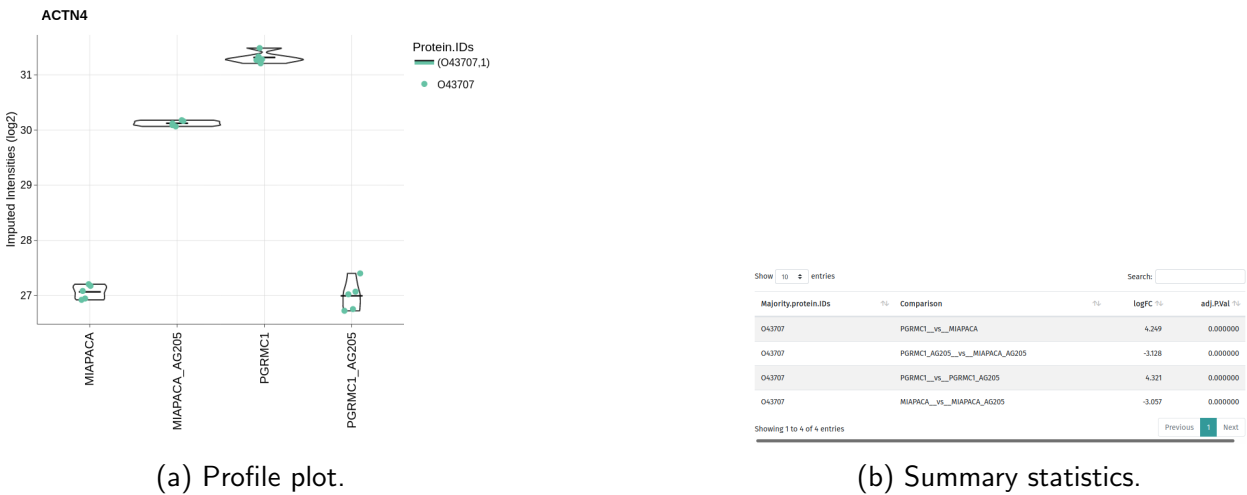 ACTN4
Imputed Intensities (log2)
31
30
29
28
27
MIAPACA
MIAPACA_AG205
PGRMC1
PGRMC1_AG205
Protein.IDs
(O43707,1)
O43707
(a) Profile plot.
Show 10 entries
Search:
Majority.protein.IDs Comparison logFC adj.P.Val
O43707 PGRMC1__vs__MIAPACA 4.249 0.000000
O43707 PGRMC1_AG205__vs__MIAPACA_AG205 -3.128 0.000000
O43707 PGRMC1__vs__PGRMC1_AG205 4.321 0.000000
O43707 MIAPACA__vs__MIAPACA_AG205 -3.057 0.000000
Showing 1 to 4 of 4 entries
Previous 1 Next
(b) Summary statistics.